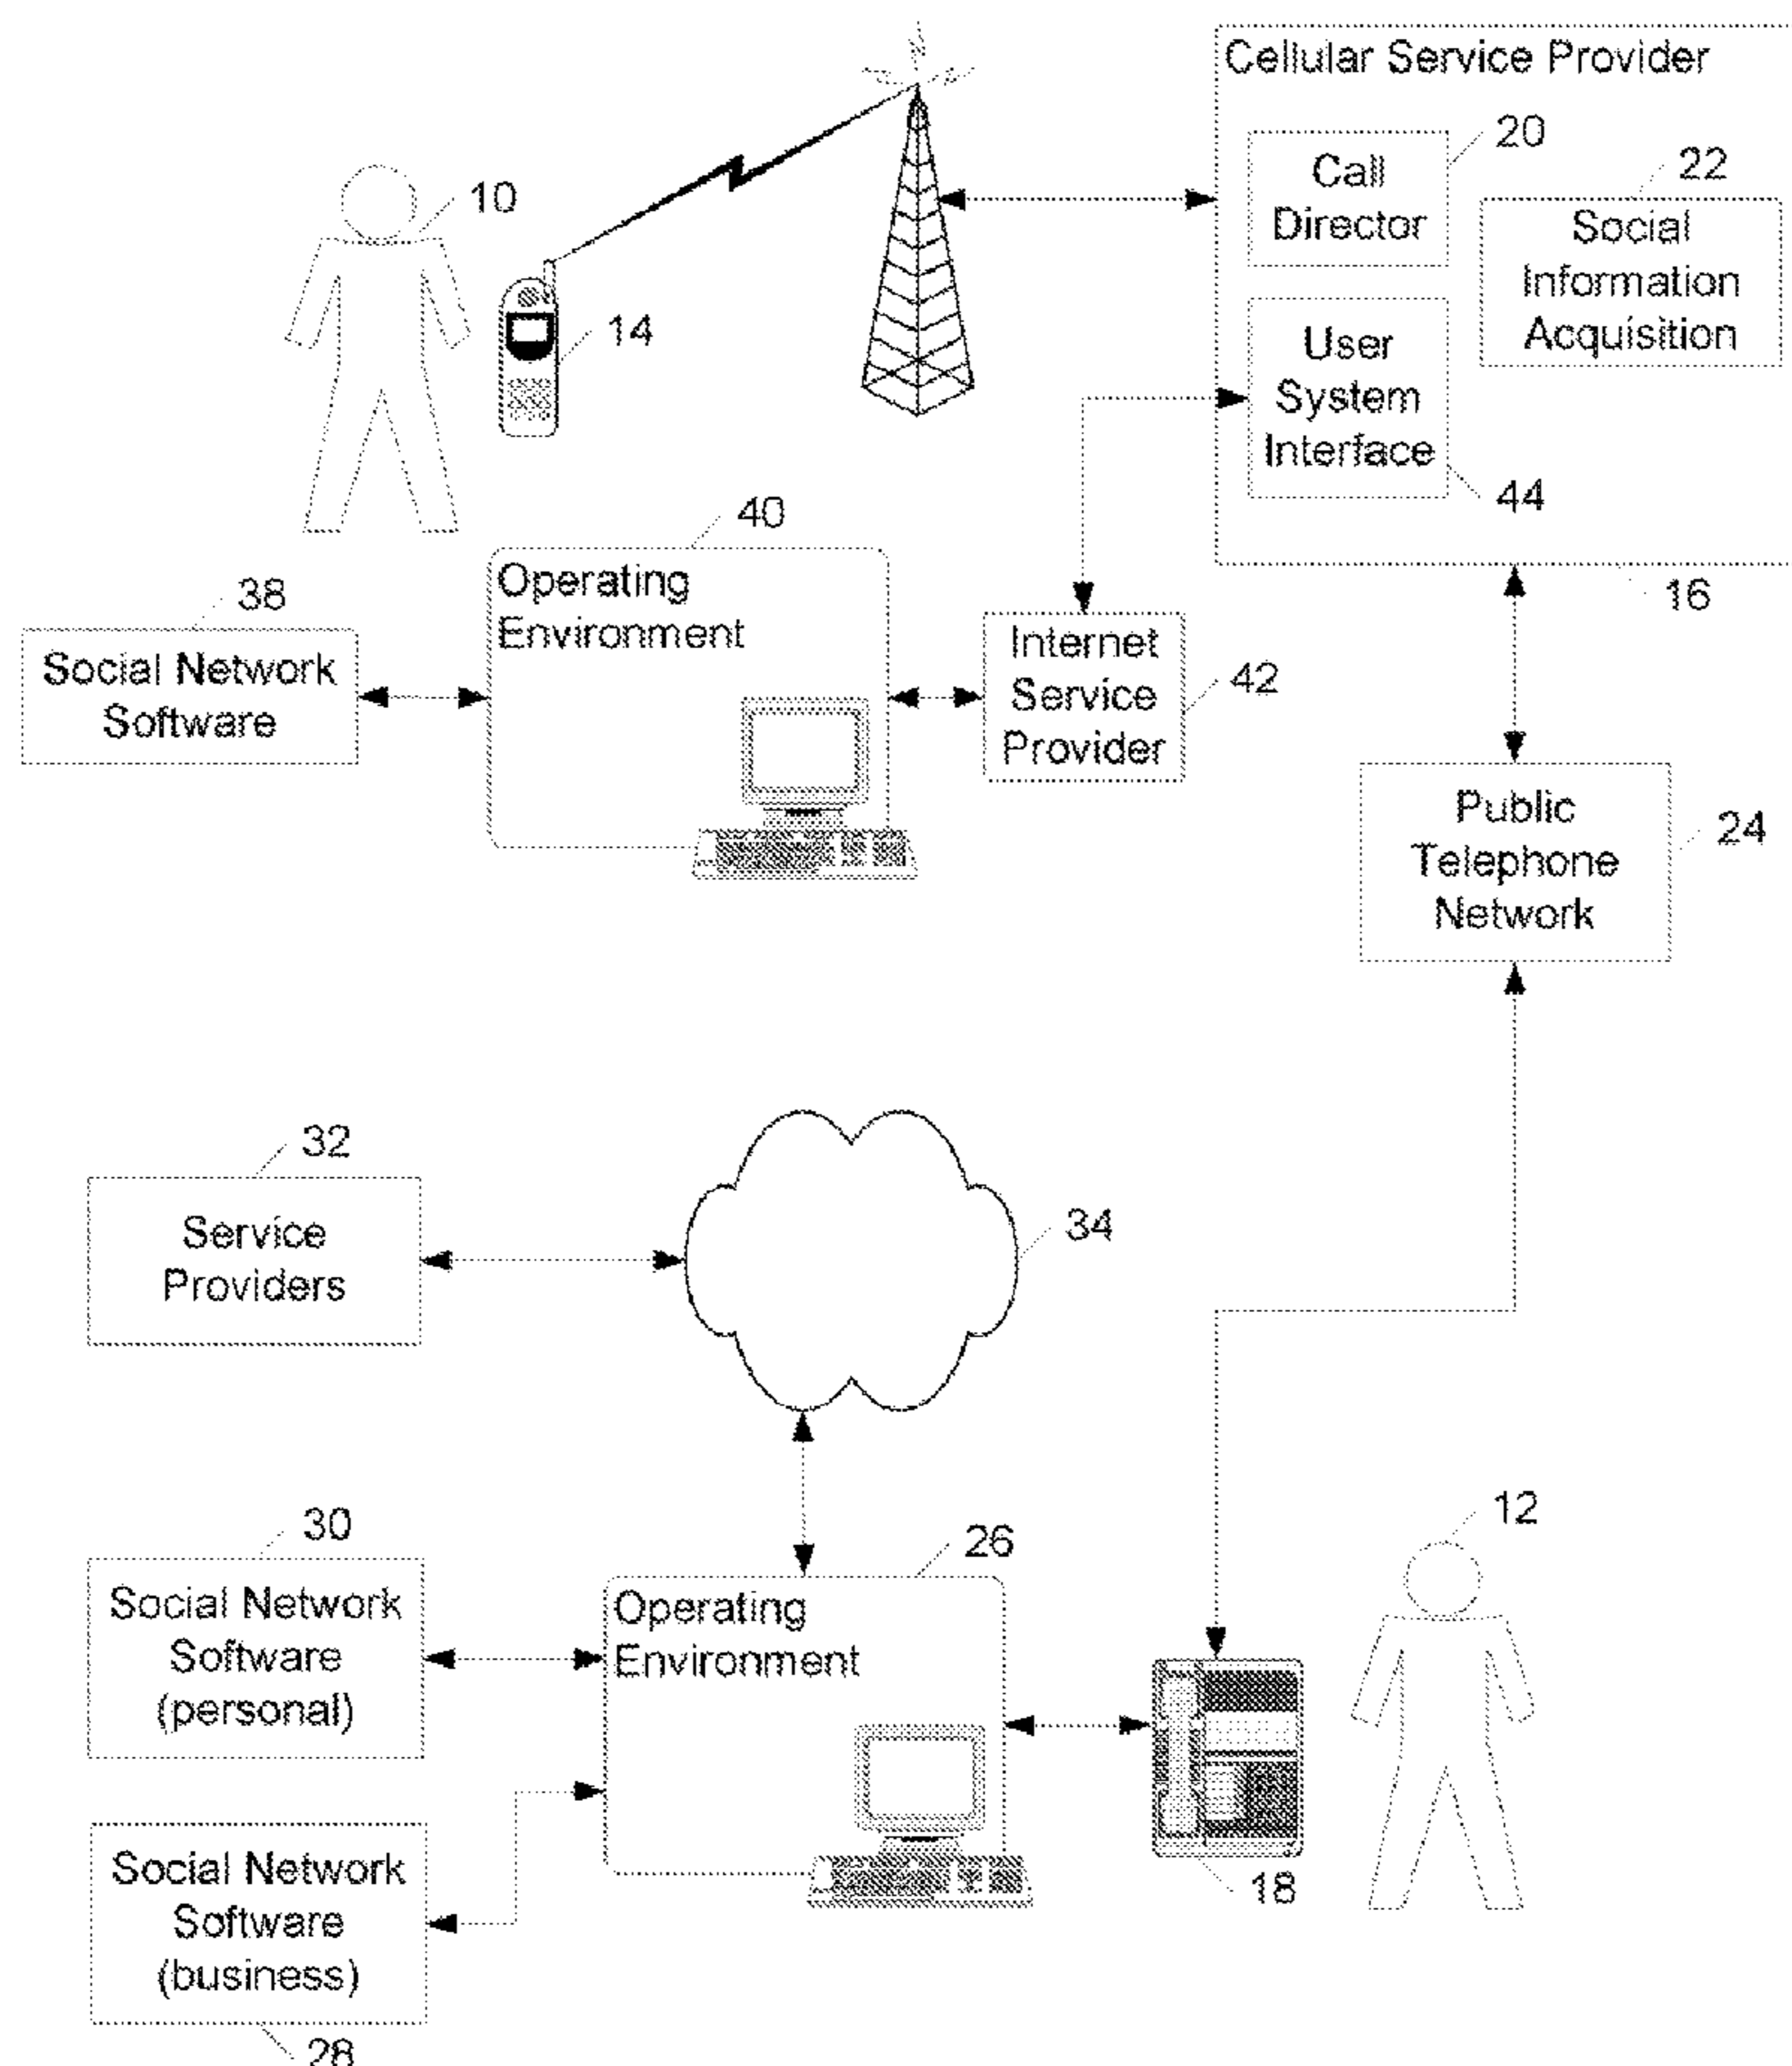 Cellular Service Provider
20
Call
Director
22
Social
Information
Acquisition
10
14
User
System
Interface
44
16
40
Operating
Environment
38
Social Network
Software
Internet
Service
Provider
42
Public
Telephone
Network
24
32
Service
Providers
34
30
Social Network
Software
(personal)
26
Operating
Environment
12
18
Social Network
Software
(business)
28